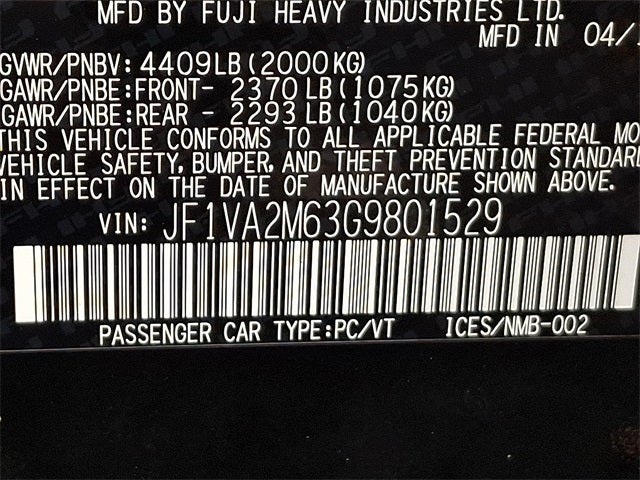 MFD BY FUJI HEAVY INDUSTRIES LTD.
MFD IN 04/
GVWR/PNBV: 4409LB(2000KG)
GAWR/PNBE:FRONT- 2370LB(1075KG)
GAWR/PNBE:REAR - 2293LB(1040KG)
THIS VEHICLE CONFORMS TO ALL APPLICABLE FEDERAL MO
VEHICLE SAFETY, BUMPER, AND THEFT PREVENTION STANDAR
IN EFFECT ON THE DATE OF MANUFACTURE SHOWN ABOVE.
VIN: JF1VA2M63G9801529
PASSENGER CAR TYPE:PC/VT ICES/NMB-002